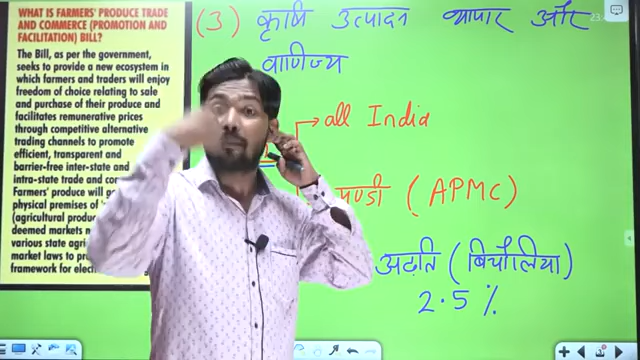 WHAT IS FARMERS' PRODUCE TRADE
AND COMMERCE (PROMOTION AND
FACILITATION) BILL?
The Bill, as per the government,
seeks to provide a new ecosystem in
which farmers and traders will enjoy
freedom of choice relating to sale
and purchase of their produce and
facilitates remunerative prices
through competitive alternative
trading channels to promote
efficient, transparent and
barrier-free inter-state and
intra-state trade and
Farmers' produce will
physical premises of
(agricultural
deemed markets
various state
market laws to
framework for
(3) कृषि उत्पादन व्यापार और
वाणिज्य
all India
मण्डी (APMC)
अढ़ति (बिचौलिया)
2.5 %